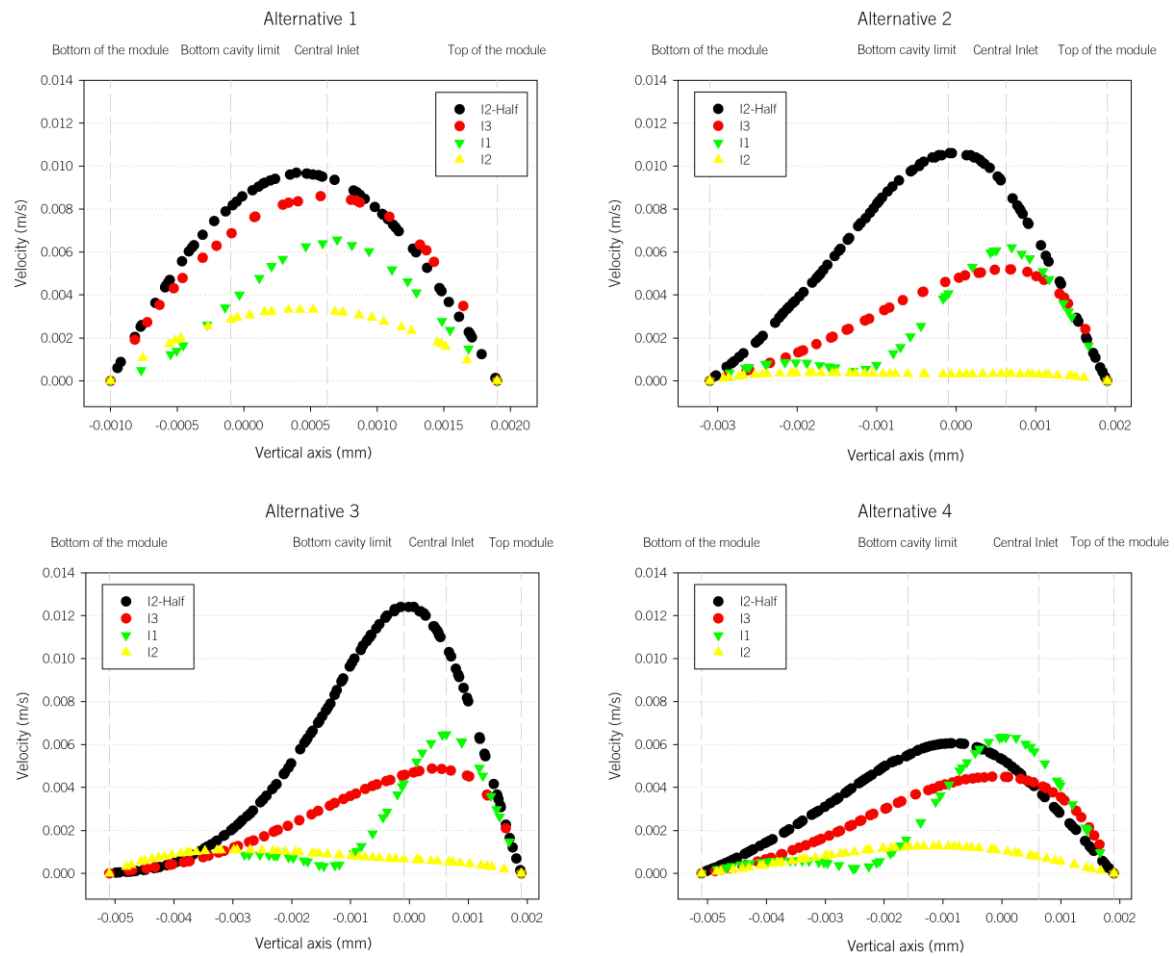 Alternative 1
Bottom of the module Bottom cavity limit Central Inlet Top of the module
0.014
0.012
0.010
0.008
0.006
0.004
0.002
0.000
Velocity (m/s)
I2-Half
I3
I1
I2
-0.0010 -0.0005 0.0000 0.0005 0.0010 0.0015 0.0020
Vertical axis (mm)
Alternative 2
Bottom of the module Bottom cavity limit Central Inlet Top of the module
0.014
0.012
0.010
0.008
0.006
0.004
0.002
0.000
Velocity (m/s)
I2-Half
I3
I1
I2
-0.003 -0.002 -0.001 0.000 0.001 0.002
Vertical axis (mm)
Alternative 3
Bottom of the module Bottom cavity limit Central Inlet Top module
0.014
0.012
0.010
0.008
0.006
0.004
0.002
0.000
Velocity (m/s)
I2-Half
I3
I1
I2
-0.005 -0.004 -0.003 -0.002 -0.001 0.000 0.001 0.002
Vertical axis (mm)
Alternative 4
Bottom of the module Bottom cavity limit Central Inlet Top of the module
0.014
0.012
0.010
0.008
0.006
0.004
0.002
0.000
Velocity (m/s)
I2-Half
I3
I1
I2
-0.005 -0.004 -0.003 -0.002 -0.001 0.000 0.001 0.002
Vertical axis (mm)